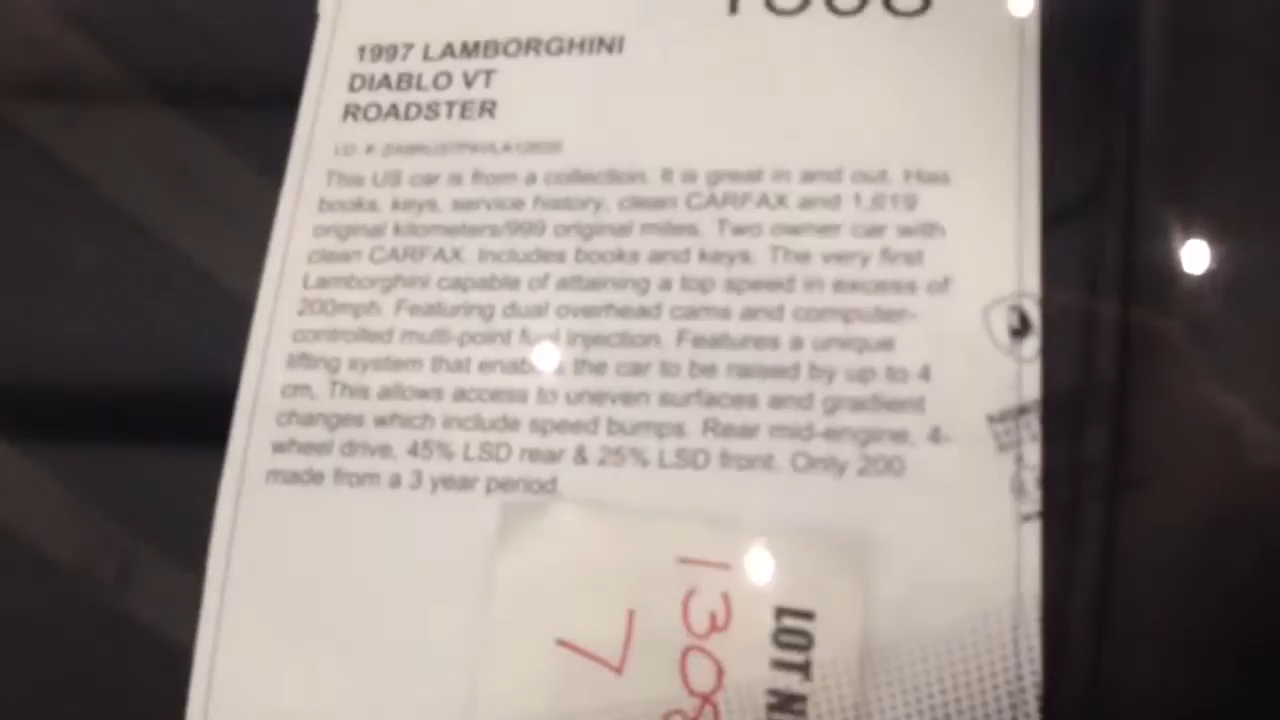 1997 LAMBORGHINI
DIABLO VT
ROADSTER
I.D. #
This US car is from a collection. It is great in and out. Has
books, keys, service history, clean CARFAX and 1,619
original kilometers/999 original miles. Two owner car with
clean CARFAX. Includes books and keys. The very first
Lamborghini capable of attaining a top speed in excess of
200mph. Featuring dual overhead cams and computer-
controlled multi-point fuel injection. Features a unique
lifting system that enables the car to be raised by up to 4
cm. This allows access to uneven surfaces and gradient
changes which include speed bumps. Rear mid-engine, 4-
wheel drive, 45% LSD rear & 25% LSD front. Only 200
made from a 3 year period.
LOT
1308
7